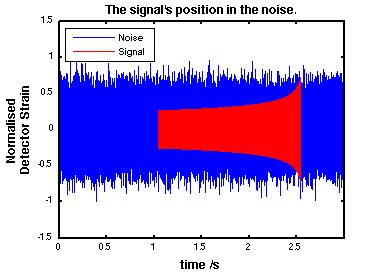 The signal's position in the noise.
1.5
1
0.5
0
-0.5
-1
-1.5
Noise
Signal
Normalised
Detector Strain
0 0.5 1 1.5 2 2.5
time /s